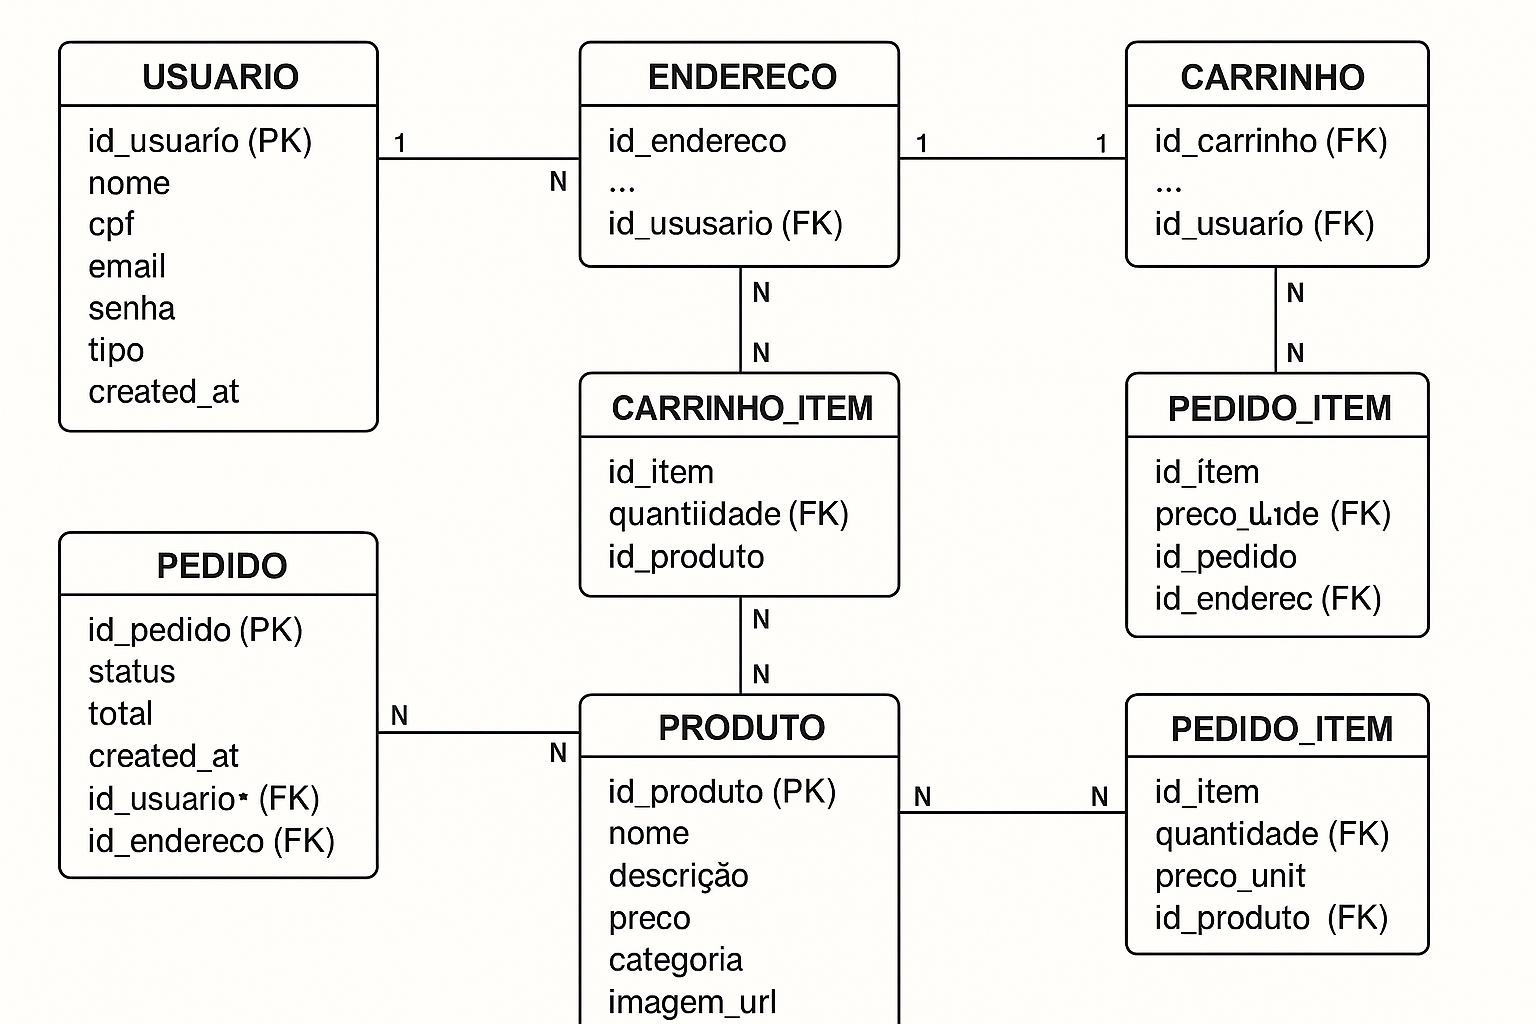 USUARIO
id_usuarío (PK)
nome
cpf
email
senha
tipo
created_at
1
N
ENDERECO
id_endereco
...
id_ususario (FK)
1
1
CARRINHO
id_carrinho (FK)
...
id_usuarío (FK)
N
N
N
N
CARRINHO_ITEM
id_item
quantiidade (FK)
id_produto
PEDIDO_ITEM
id_ítem
(FK)
id_pedido
id_enderec (FK)
PEDIDO
id_pedido (PK)
status
total
created_at
id_usuario* (FK)
id_endereco (FK)
N
N
N
N
PRODUTO
id_produto (PK)
nome
descrição
preco
categoria
imagem_url
N
N
PEDIDO_ITEM
id_item
quantidade (FK)
preco_unit
id_produto (FK)